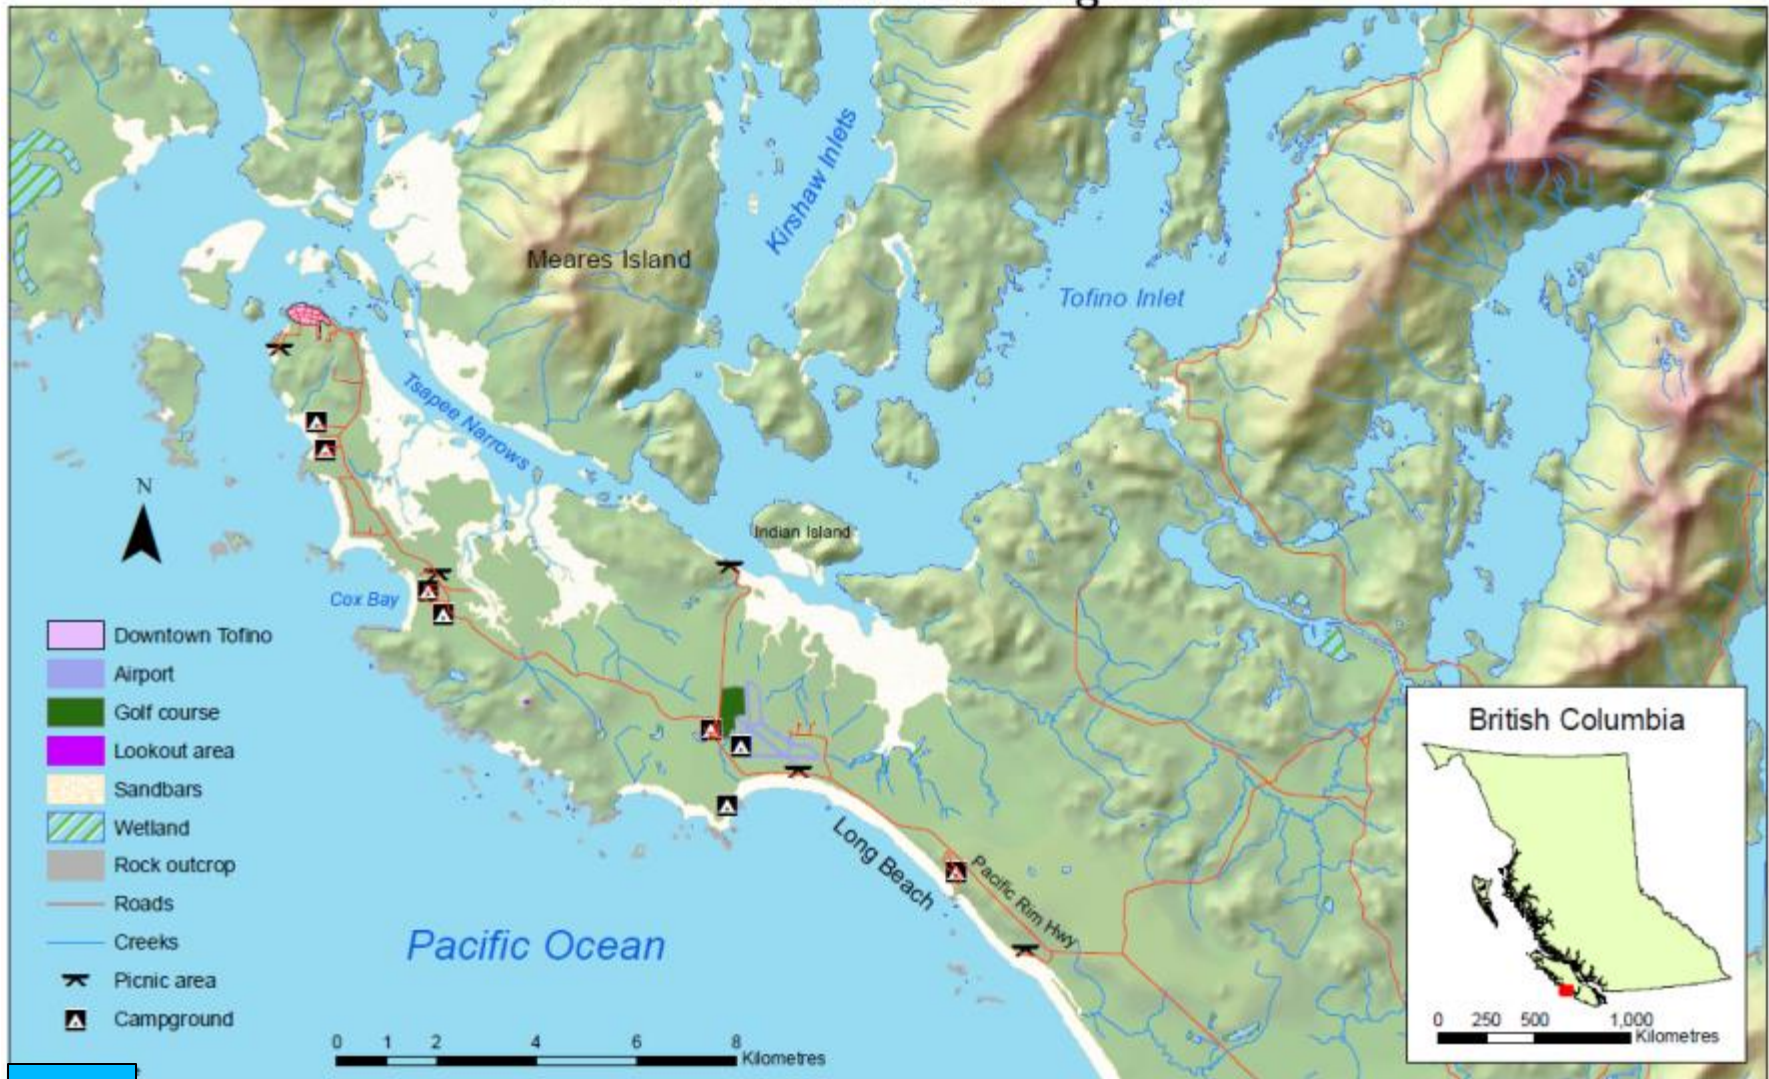 Meares Island
Kirshaw Inlets
Tofino Inlet
Tsapee Narrows
N
Indian Island
Cox Bay
Downtown Tofino
Airport
Golf course
Lookout area
Sandbars
Wetland
Rock outcrop
Roads
Creeks
Picnic area
Campground
Long Beach
Pacific Rim Hwy
Pacific Ocean
0 1 2 4 6 8
Kilometres
British Columbia
0 250 500 1,000
Kilometres